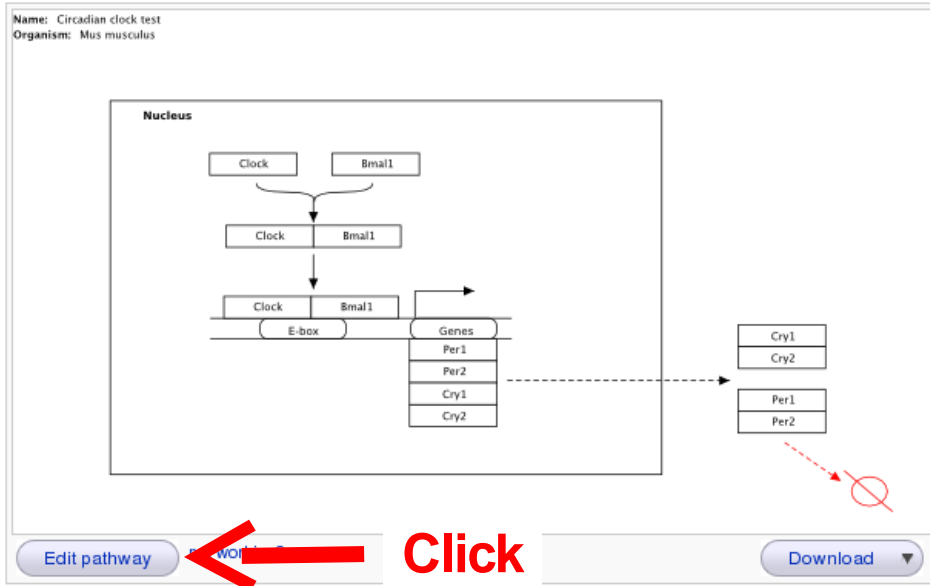 Name: Circadian clock test
Organism: Mus musculus
Nucleus
Clock Bmal1
Clock Bmal1
Clock Bmal1
E-box Genes
Per1
Per2
Cry1
Cry2
Cry1
Cry2
Per1
Per2
Edit pathway
Click
Download